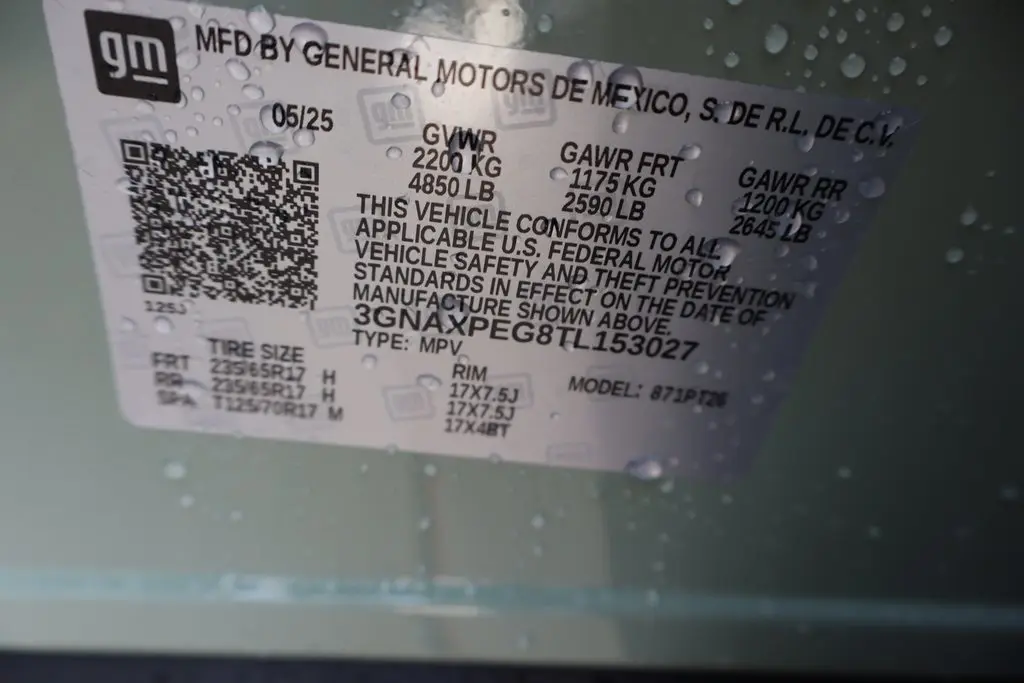 gm
MFD BY GENERAL MOTORS DE MEXICO, S. DE R.L. DE C.V.
05/25
GVWR GAWR FRT GAWR RR
2200 KG 1175 KG 1200 KG
4850 LB 2590 LB 2645 LB
THIS VEHICLE CONFORMS TO ALL
APPLICABLE U.S. FEDERAL MOTOR
VEHICLE SAFETY AND THEFT PREVENTION
STANDARDS IN EFFECT ON THE DATE OF
MANUFACTURE SHOWN ABOVE.
3GNAXPEG8TL153027
TYPE: MPV
125J
TIRE SIZE RIM MODEL: 871PT26
FRT 235/65R17 H 17X7.5J
RR 235/65R17 H 17X7.5J
SPA T125/70R17 M 17X4BT